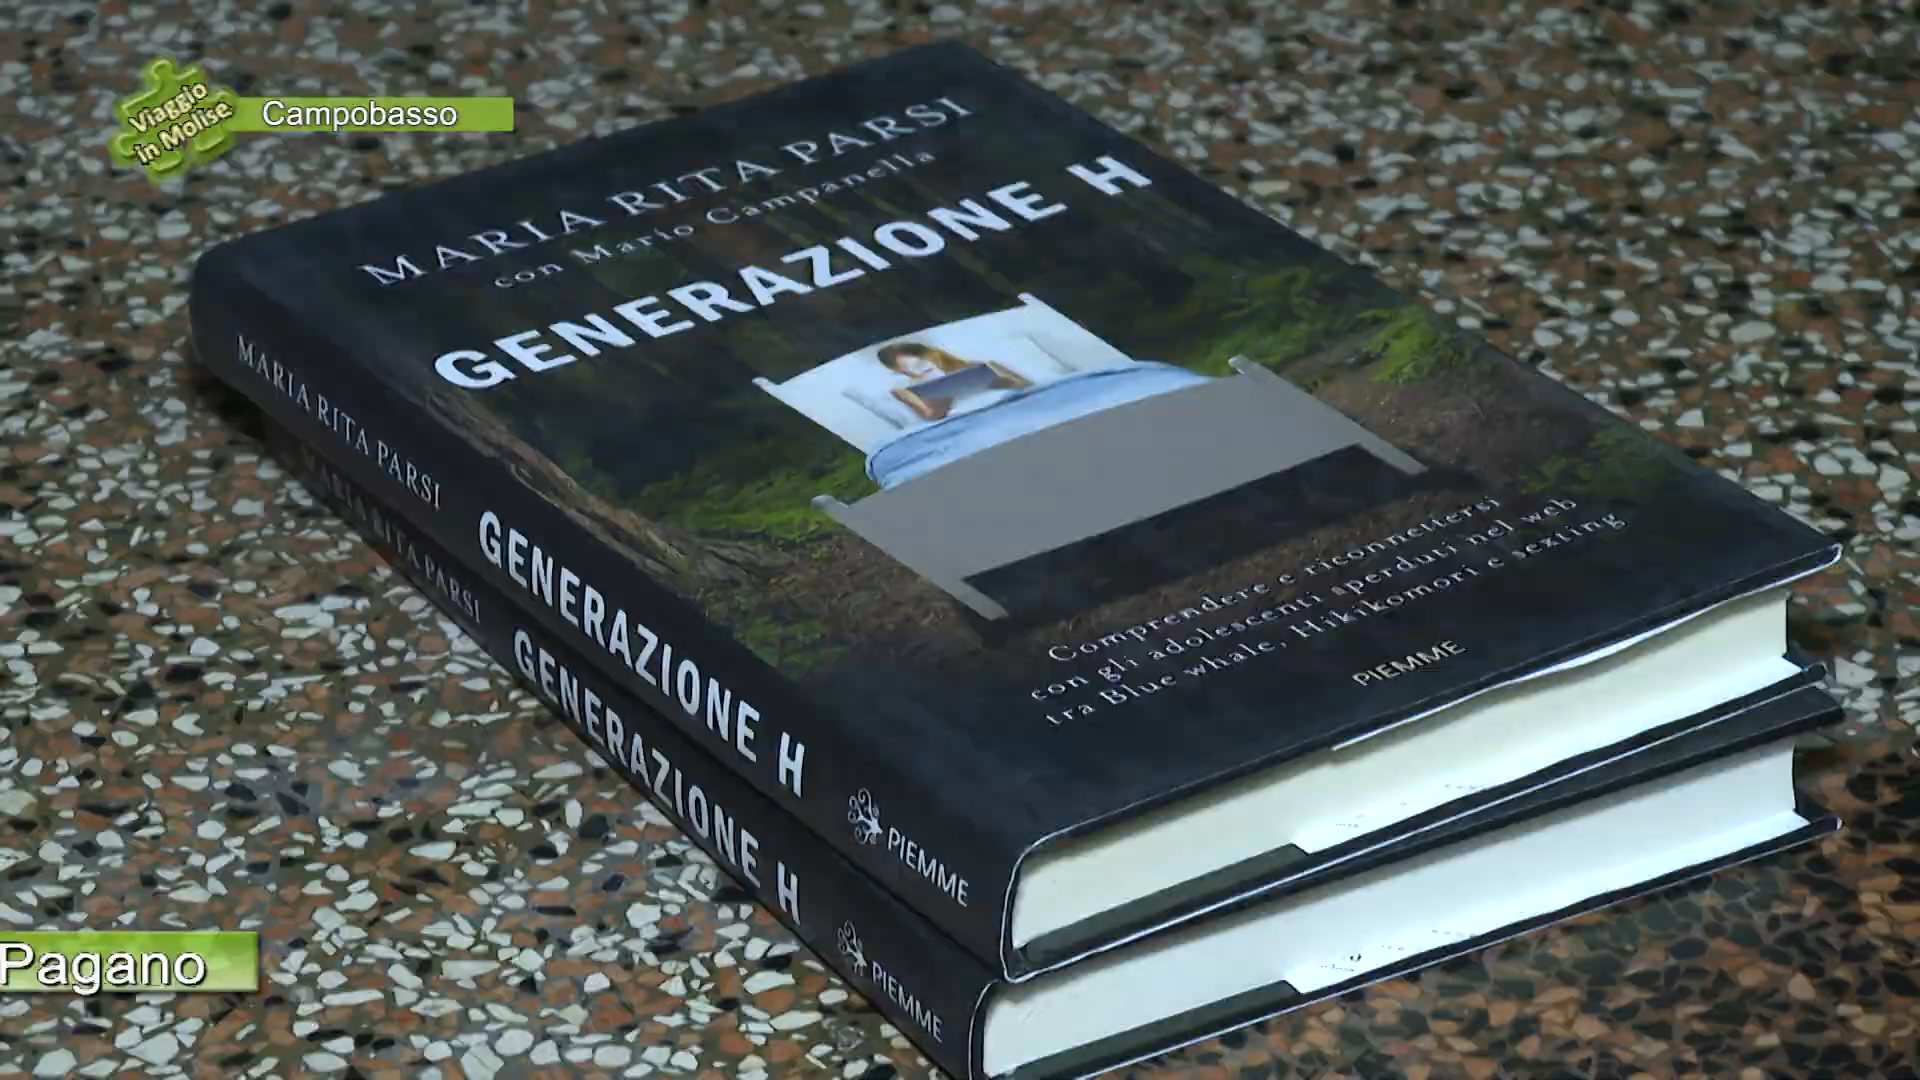 Viaggio
in Molise
Campobasso
MARIA RITA PARSI
con Mario Campanella
GENERAZIONE H
Comprendere e riconnettersi
con gli adolescenti sperduti nel web
tra Blue whale, Hikikomori e sexting
PIEMME
MARIA RITA PARSI GENERAZIONE H PIEMME
MARIA RITA PARSI GENERAZIONE H PIEMME
Pagano